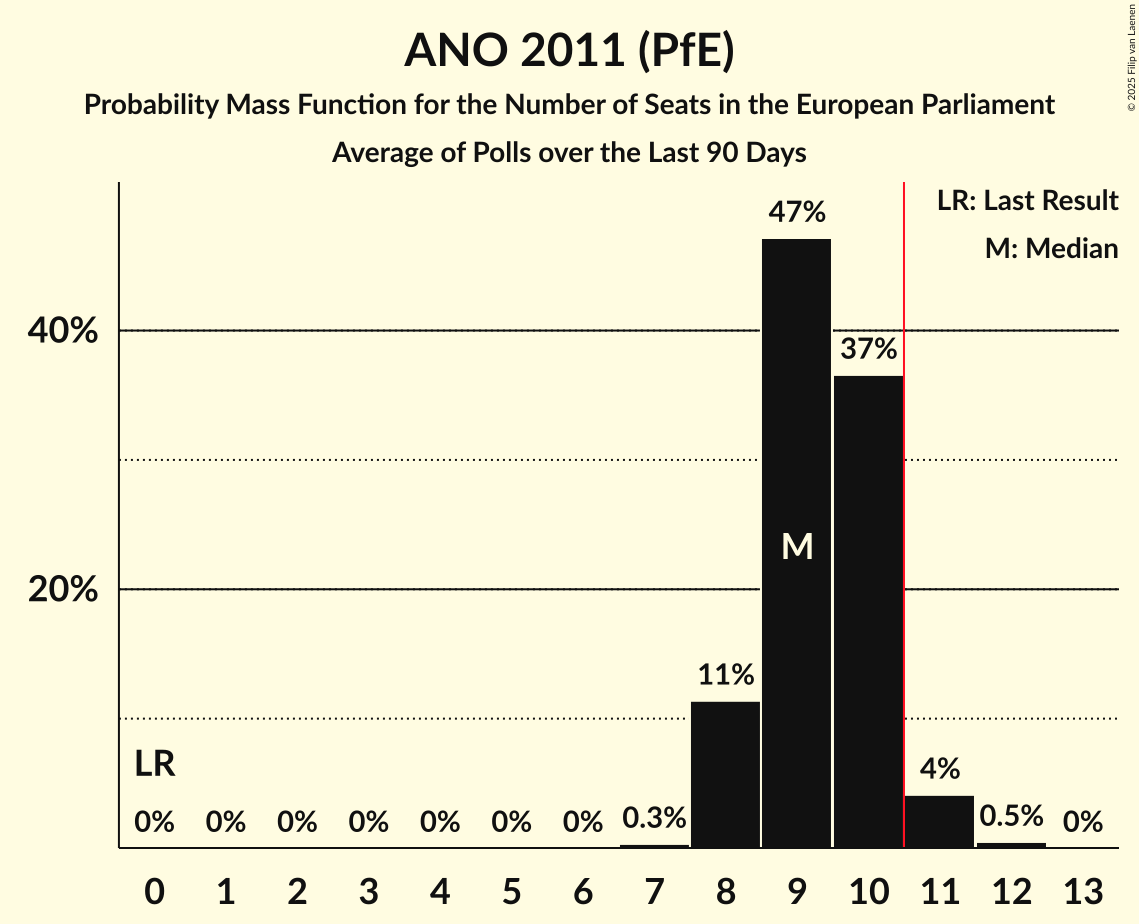 ANO 2011 (PfE)
Probability Mass Function for the Number of Seats in the European Parliament
Average of Polls over the Last 90 Days
© 2025 Filip van Laenen
LR: Last Result
M: Median
47%
40%
37%
M
20%
11%
LR
4%
0% 0% 0% 0% 0% 0% 0% 0.3% 0.5% 0%
0 1 2 3 4 5 6 7 8 9 10 11 12 13